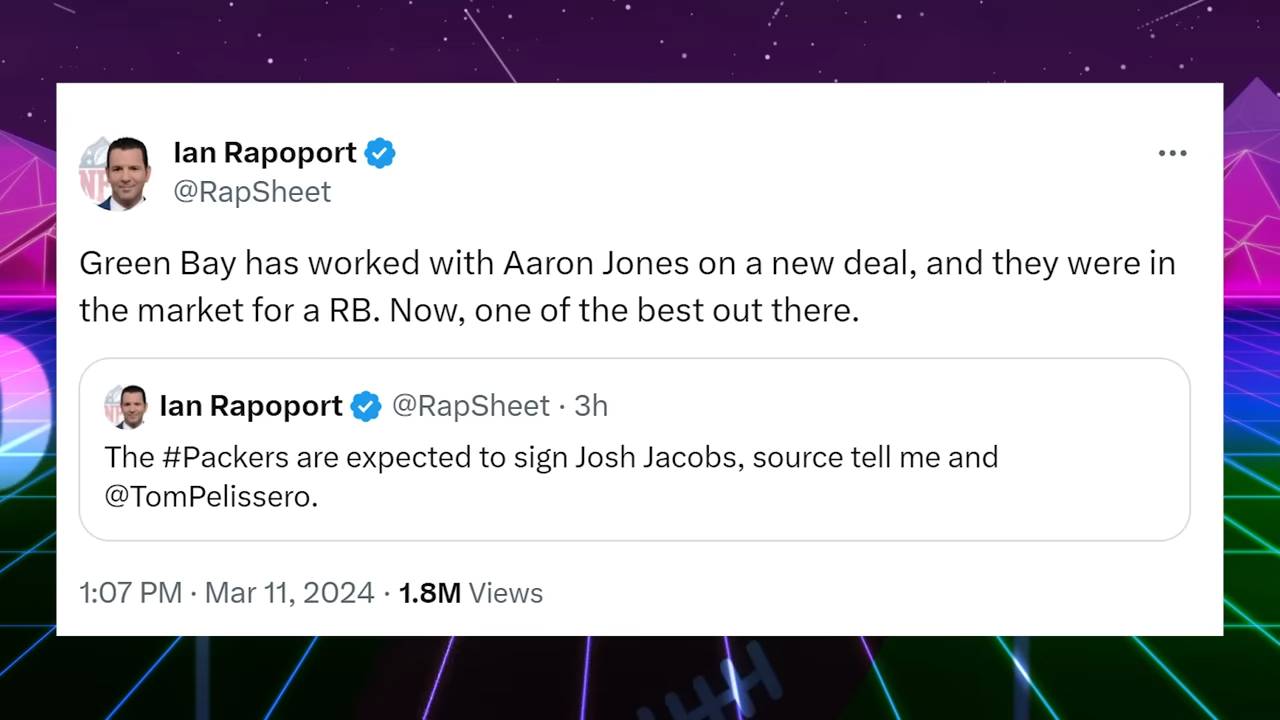 Ian Rapoport
@RapSheet
Green Bay has worked with Aaron Jones on a new deal, and they were in
the market for a RB. Now, one of the best out there.
Ian Rapoport @RapSheet · 3h
The #Packers are expected to sign Josh Jacobs, source tell me and
@TomPelissero.
1:07 PM · Mar 11, 2024 · 1.8M Views